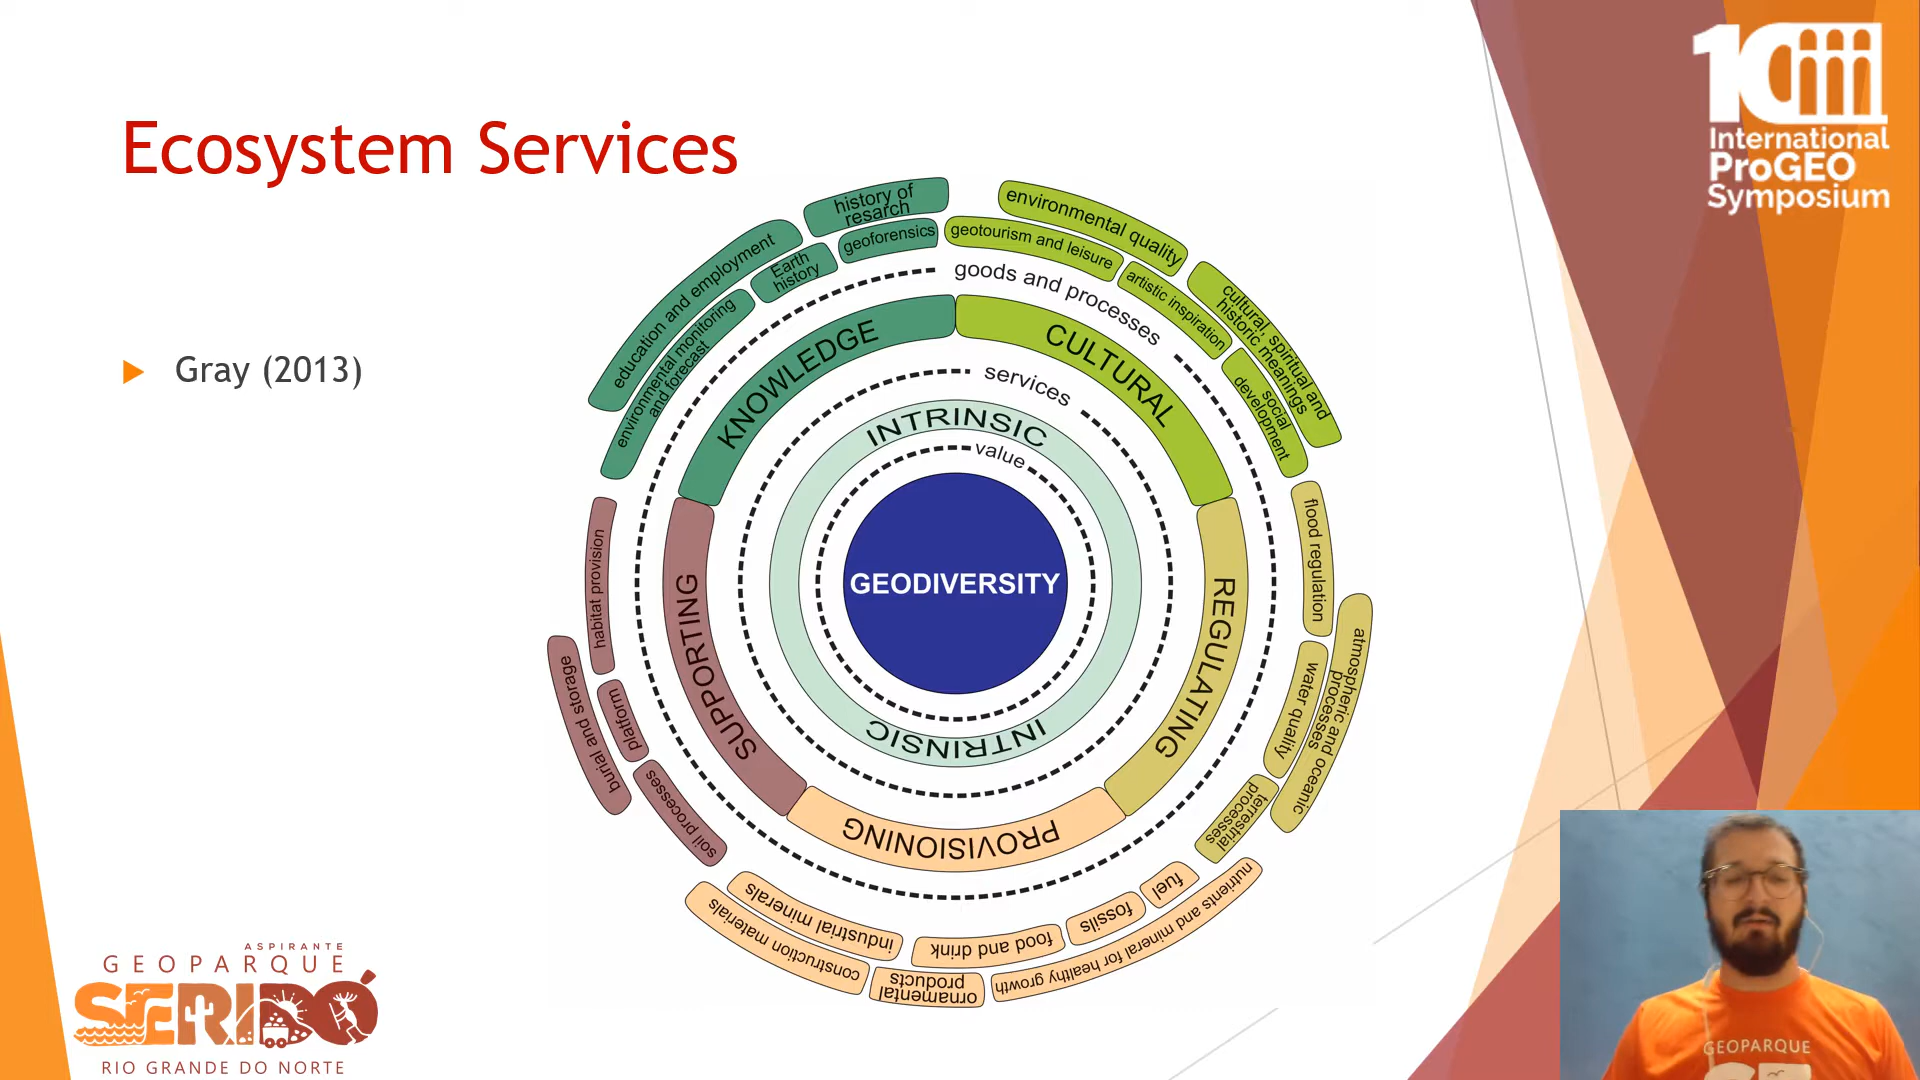 Ecosystem Services
Gray (2013)
10
International
ProGEO
Symposium
history of
resarch
education and employment
Earth
history
geoforensics
environmental monitoring
and forecast
environmental quality
geotourism and leisure
artistic inspiration
cultural, spiritual and
historic meanings
social
development
goods and processes
KNOWLEDGE
CULTURAL
services
INTRINSIC
value
GEODIVERSITY
INTRINSIC
SUPPORTING
REGULATING
PROVISIONING
habitat provision
burial and storage
platform
soil processes
flood regulation
atmospheric and oceanic
processes
water quality
terrestrial
processes
industrial minerals
construction materials
ornamental
products
food and drink
fossils
fuel
nutrients and mineral for healthy growth
ASPIRANTE
GEOPARQUE
SERIDÓ
RIO GRANDE DO NORTE
GEOPARQUE